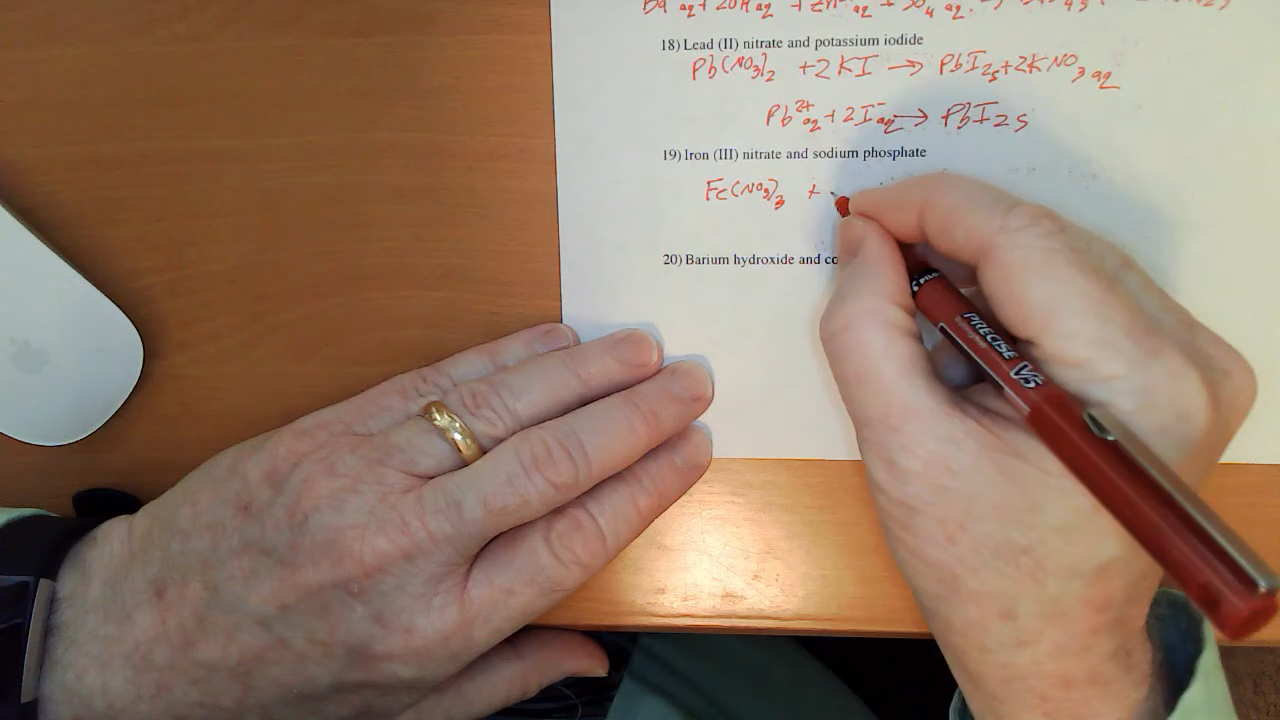 18) Lead (II) nitrate and potassium iodide
Pb(NO3)2 + 2KI → PbI2s + 2KNO3 aq
Pb2+ aq + 2I- aq → PbI2 s
19) Iron (III) nitrate and sodium phosphate
Fe(NO3)3 +
20) Barium hydroxide and co
PRECISE V5